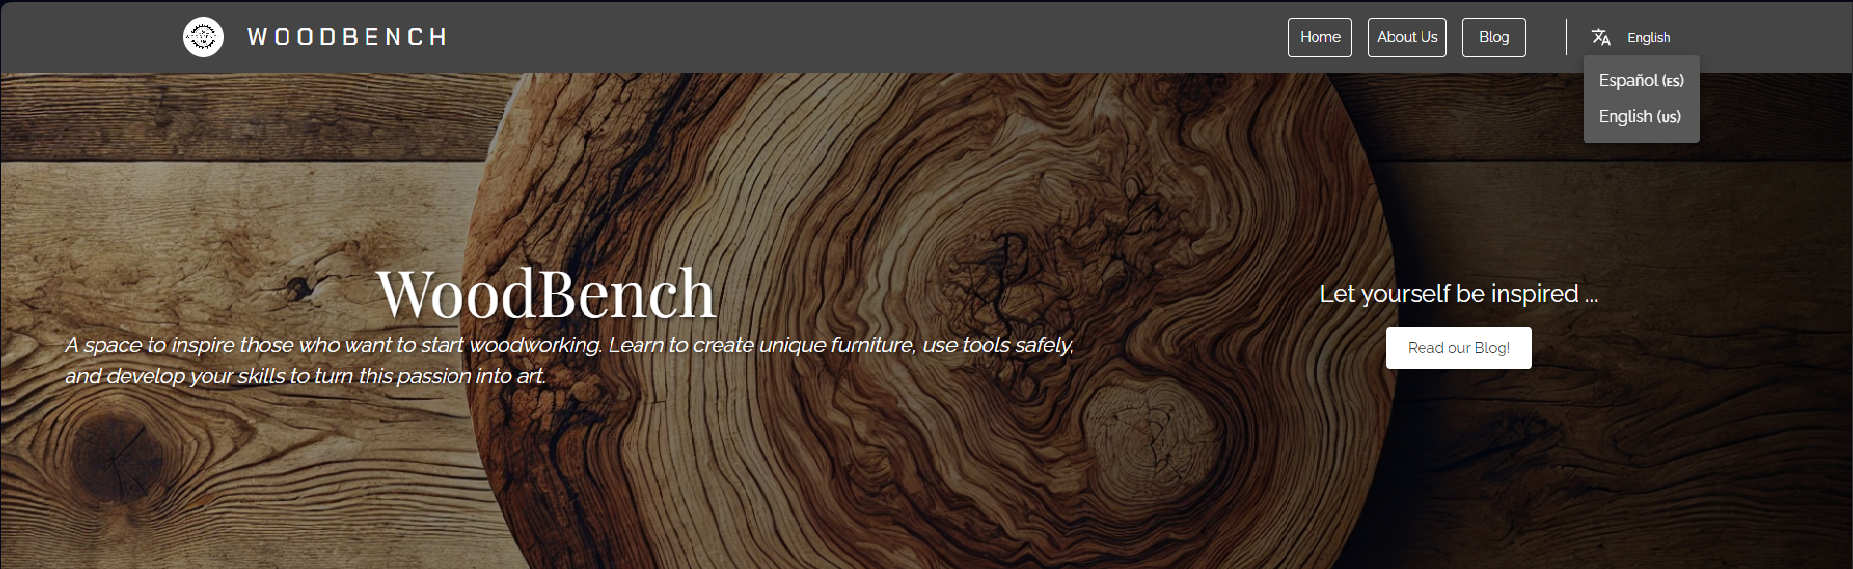 WOODBENCH
Home
About Us
Blog
English
Español (ES)
English (US)
WoodBench
A space to inspire those who want to start woodworking. Learn to create unique furniture, use tools safely,
and develop your skills to turn this passion into art.
Let yourself be inspired ...
Read our Blog!